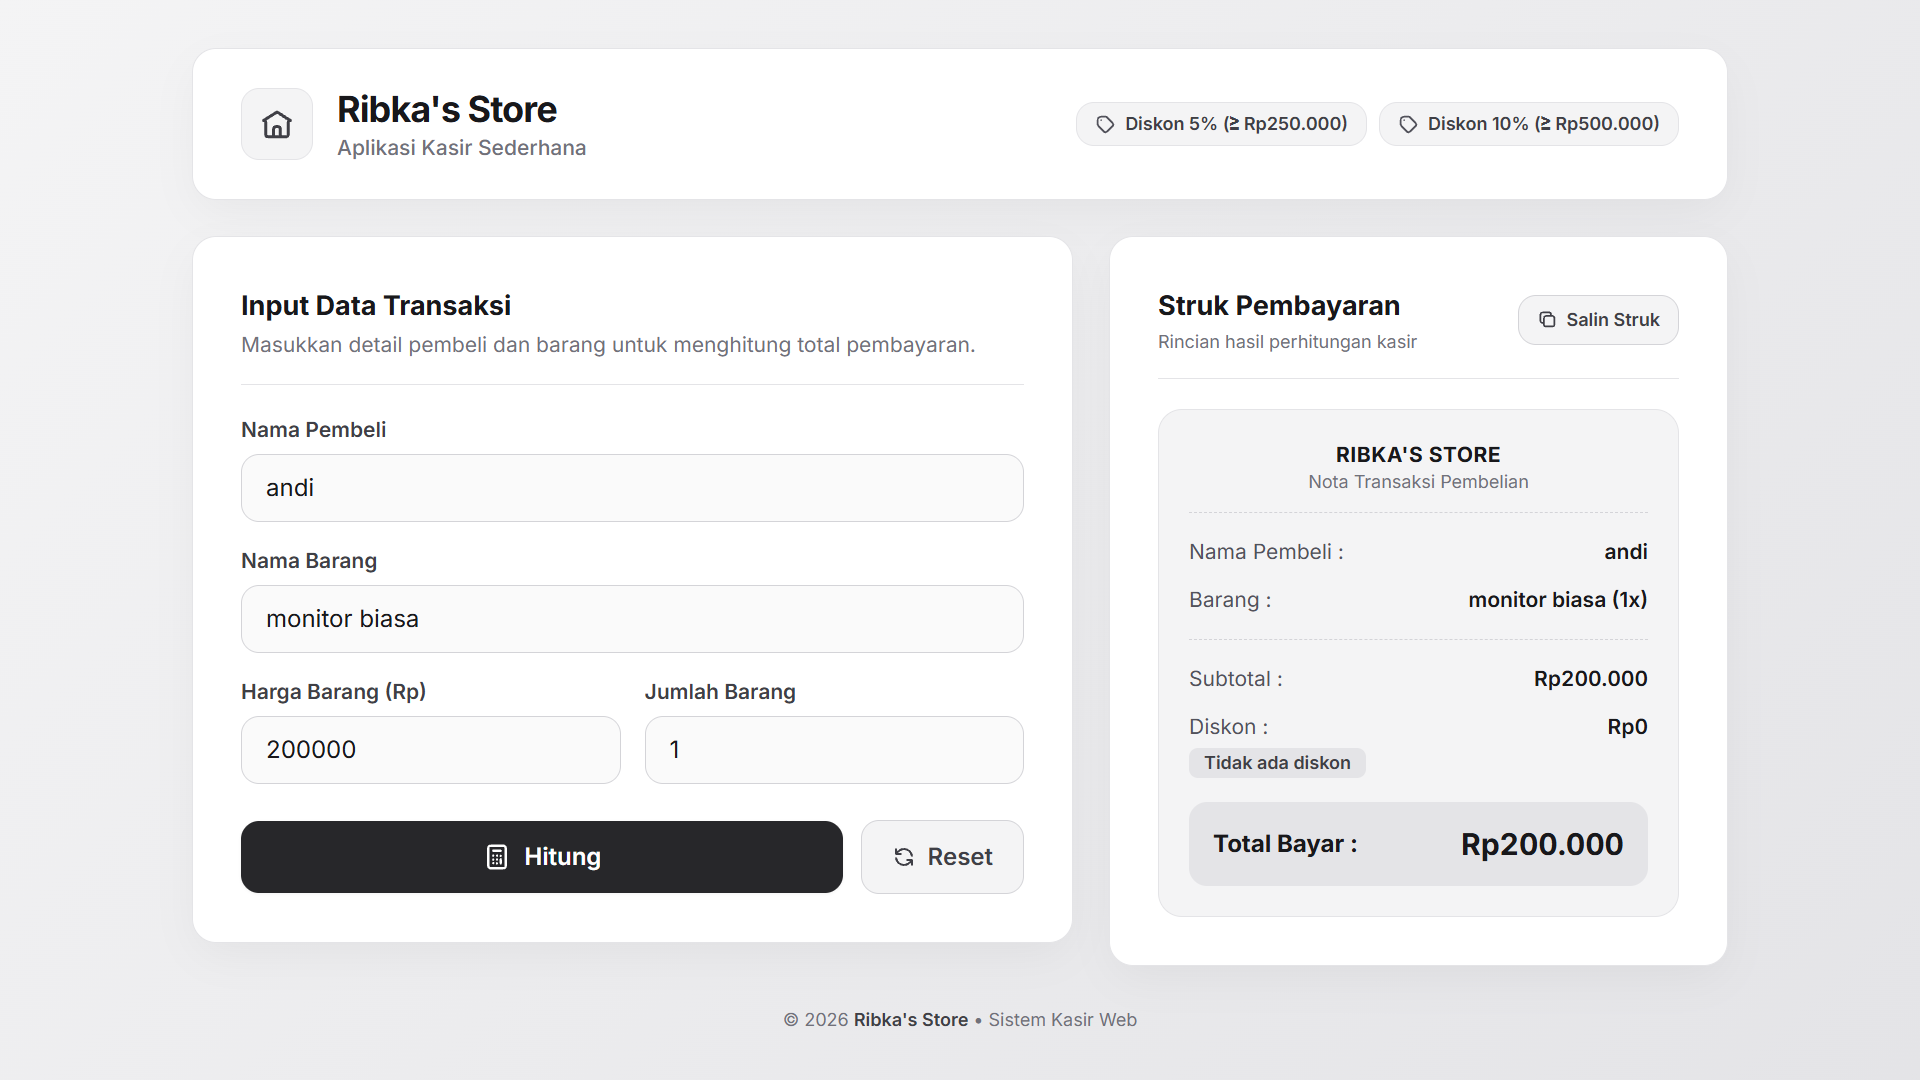 Ribka's Store
Aplikasi Kasir Sederhana
Diskon 5% (≥ Rp250.000)
Diskon 10% (≥ Rp500.000)
Input Data Transaksi
Masukkan detail pembeli dan barang untuk menghitung total pembayaran.
Nama Pembeli
andi
Nama Barang
monitor biasa
Harga Barang (Rp)
200000
Jumlah Barang
1
Hitung
Reset
Struk Pembayaran
Rincian hasil perhitungan kasir
Salin Struk
RIBKA'S STORE
Nota Transaksi Pembelian
Nama Pembeli : andi
Barang : monitor biasa (1x)
Subtotal : Rp200.000
Diskon : Rp0
Tidak ada diskon
Total Bayar : Rp200.000
© 2026 Ribka's Store • Sistem Kasir Web